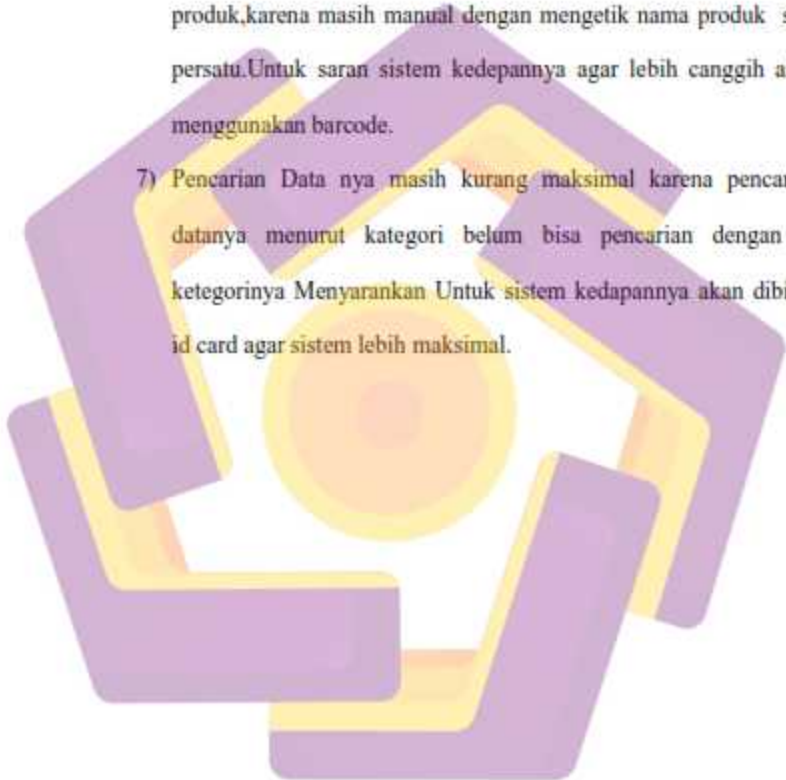 produk,karena masih manual dengan mengetik nama produk
persatu.Untuk saran sistem kedepannya agar lebih canggih
menggunakan barcode.
7) Pencarian Data nya masih kurang maksimal karena
datanya menurut kategori belum bisa pencarian dengan
ketegorinya Menyarankan Untuk sistem kedapannya akan
id card agar sistem lebih maksimal.